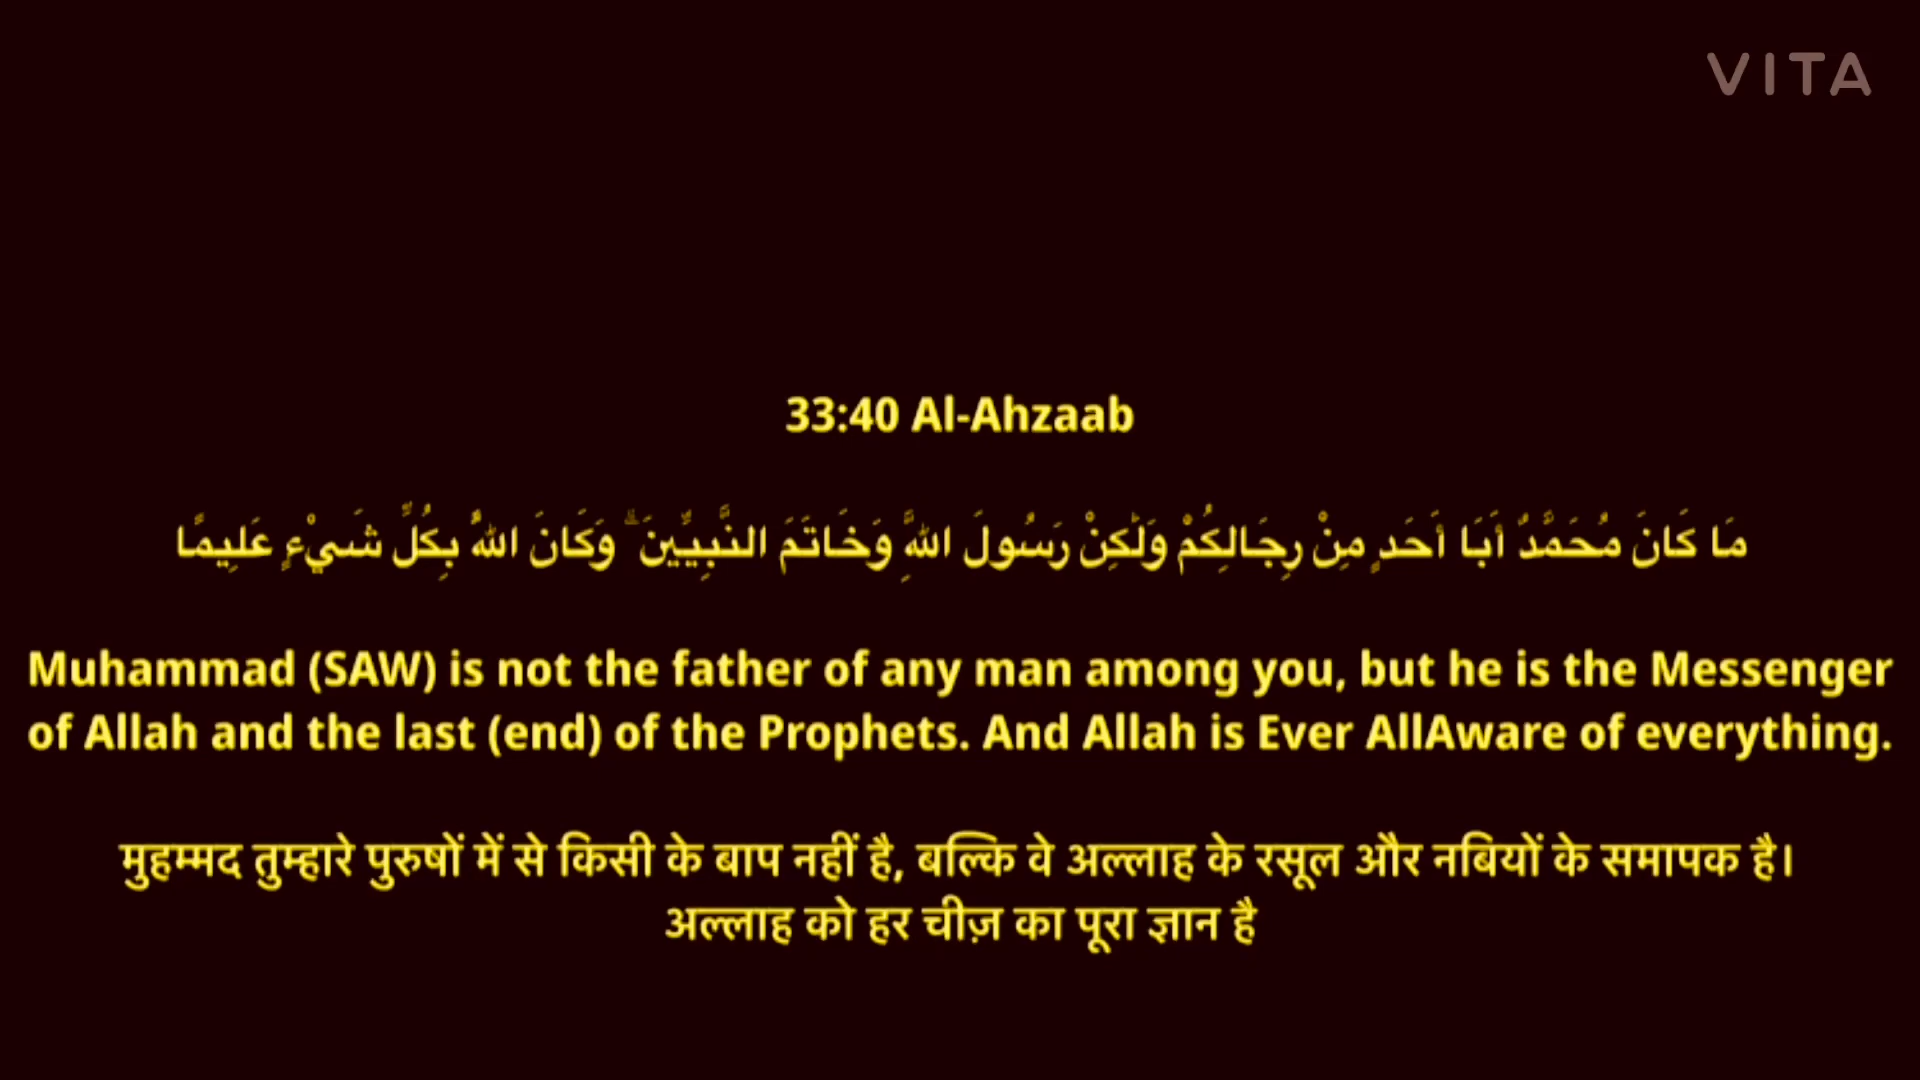 VITA
33:40 Al-Ahzaab
مَا كَانَ مُحَمَّدٌ أَبَا أَحَدٍ مِنْ رِجَالِكُمْ وَلَٰكِنْ رَسُولَ اللَّهِ وَخَاتَمَ النَّبِيِّينَ ۗ وَكَانَ اللَّهُ بِكُلِّ شَيْءٍ عَلِيمًا
Muhammad (SAW) is not the father of any man among you, but he is the Messenger
of Allah and the last (end) of the Prophets. And Allah is Ever AllAware of everything.
मुहम्मद तुम्हारे पुरुषों में से किसी के बाप नहीं है, बल्कि वे अल्लाह के रसूल और नबियों के समापक है।
अल्लाह को हर चीज़ का पूरा ज्ञान है